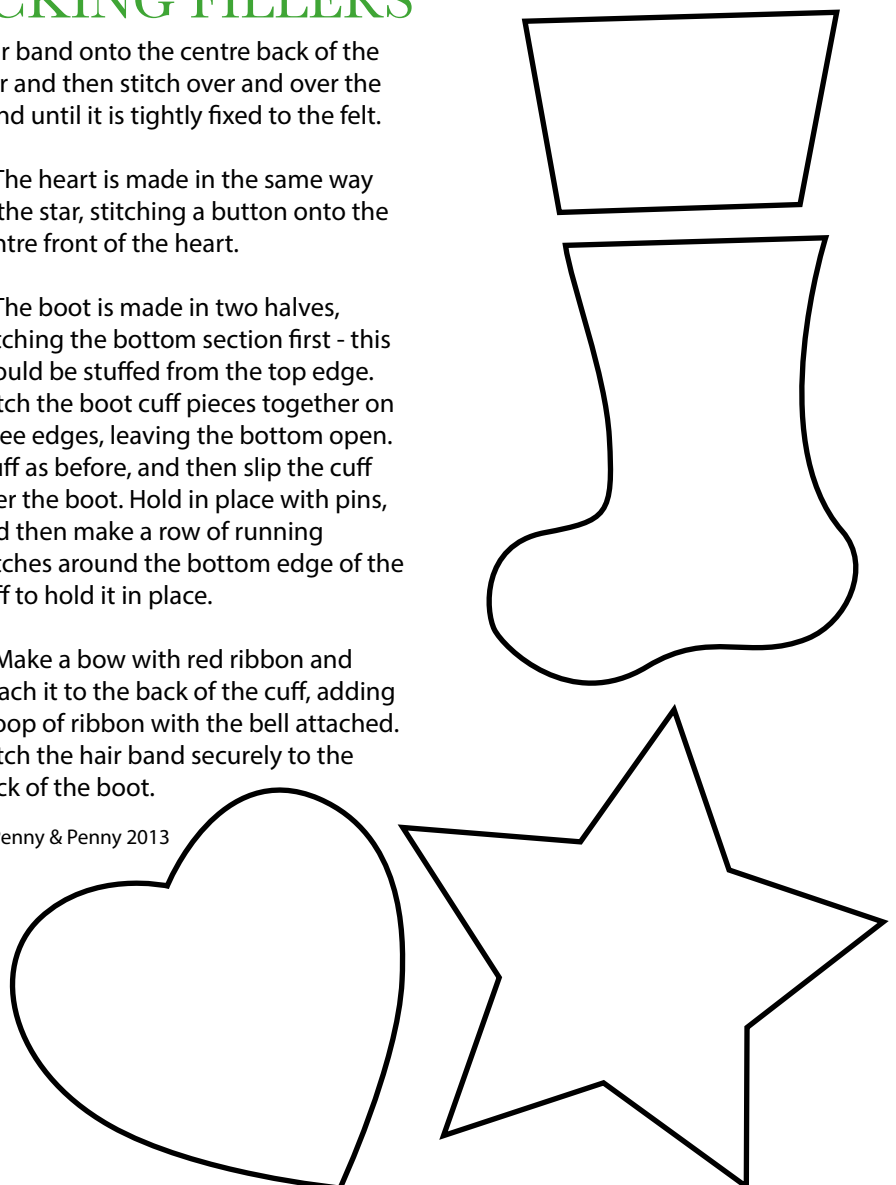 CKING FILLERS
r band onto the centre back of the
r and then stitch over and over the
nd until it is tightly fixed to the felt.
The heart is made in the same way
the star, stitching a button onto the
ntre front of the heart.
The boot is made in two halves,
tching the bottom section first - this
ould be stuffed from the top edge.
tch the boot cuff pieces together on
ee edges, leaving the bottom open.
uff as before, and then slip the cuff
er the boot. Hold in place with pins,
d then make a row of running
tches around the bottom edge of the
ff to hold it in place.
Make a bow with red ribbon and
ach it to the back of the cuff, adding
oop of ribbon with the bell attached.
tch the hair band securely to the
ck of the boot.
Penny & Penny 2013